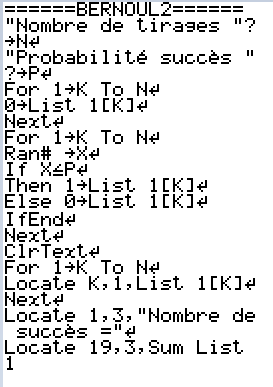 ======BERNOUL2======
"Nombre de tirages "?
→N↵
"Probabilité succès "
?→P↵
For 1→K To N↵
0→List 1[K]↵
Next↵
For 1→K To N↵
Ran# →X↵
If X≤P↵
Then 1→List 1[K]↵
Else 0→List 1[K]↵
IfEnd↵
Next↵
ClrText↵
For 1→K To N↵
Locate K,1,List 1[K]↵
Next↵
Locate 1,3,"Nombre de
 succès ="↵
Locate 19,3,Sum List
1